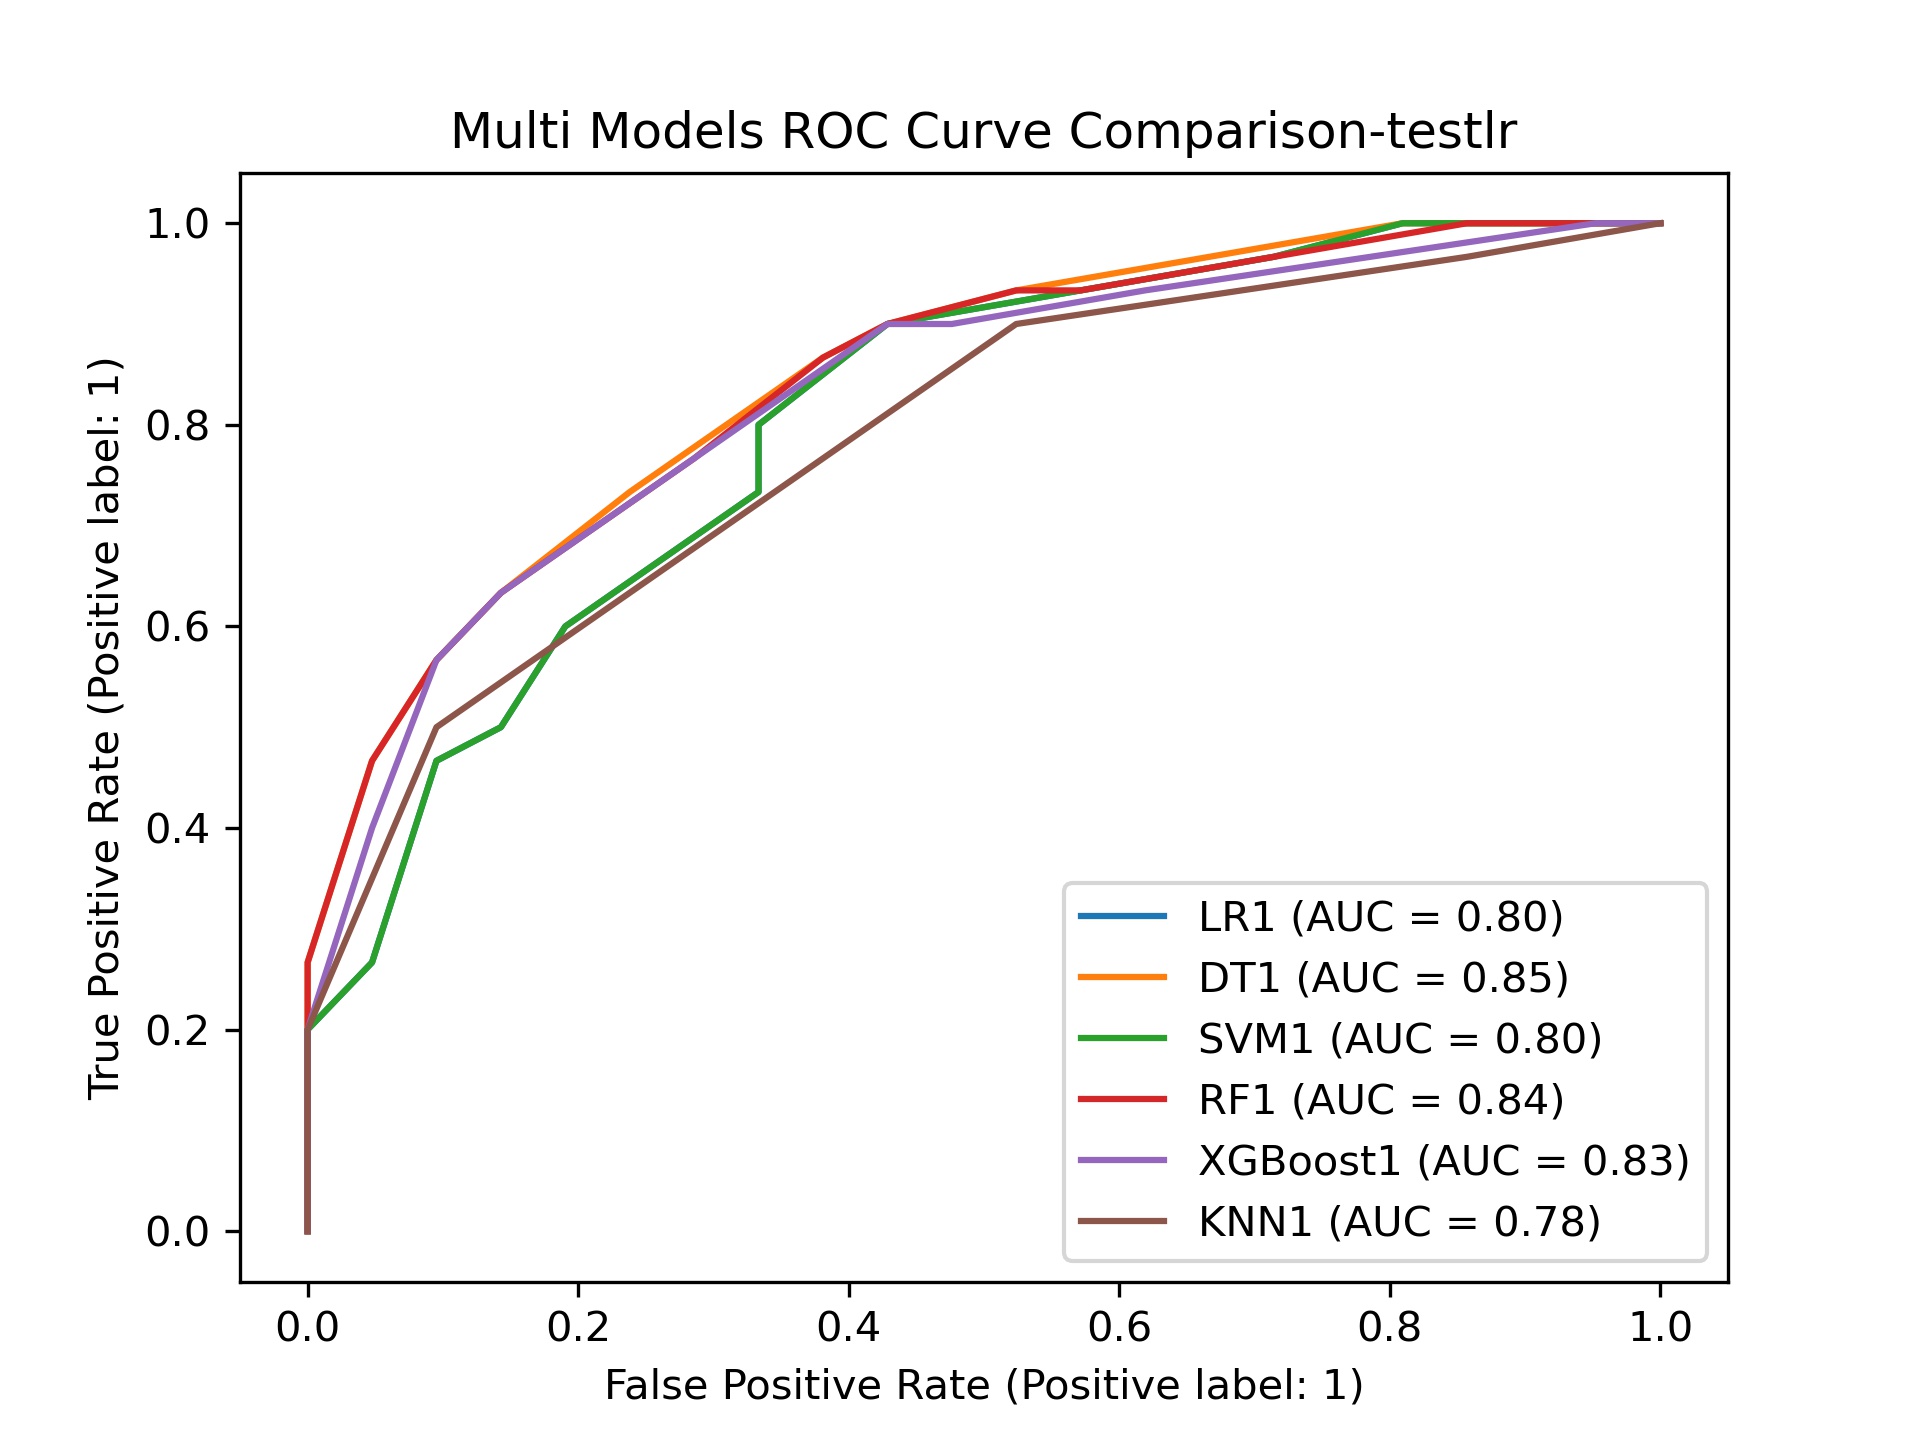 Multi Models ROC Curve Comparison-testlr
True Positive Rate (Positive label: 1)
1.0
0.8
0.6
0.4
0.2
0.0
LR1 (AUC = 0.80)
DT1 (AUC = 0.85)
SVM1 (AUC = 0.80)
RF1 (AUC = 0.84)
XGBoost1 (AUC = 0.83)
KNN1 (AUC = 0.78)
0.0 0.2 0.4 0.6 0.8 1.0
False Positive Rate (Positive label: 1)